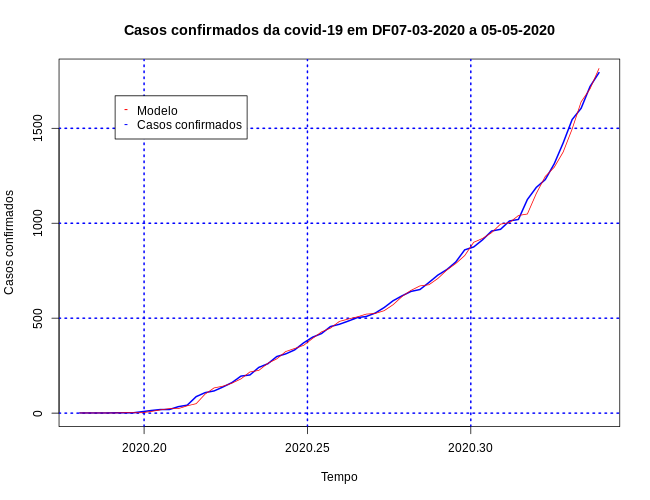 Casos confirmados da covid-19 em DF07-03-2020 a 05-05-2020
Modelo
Casos confirmados
Casos confirmados
1500
1000
500
0
2020.20 2020.25 2020.30
Tempo